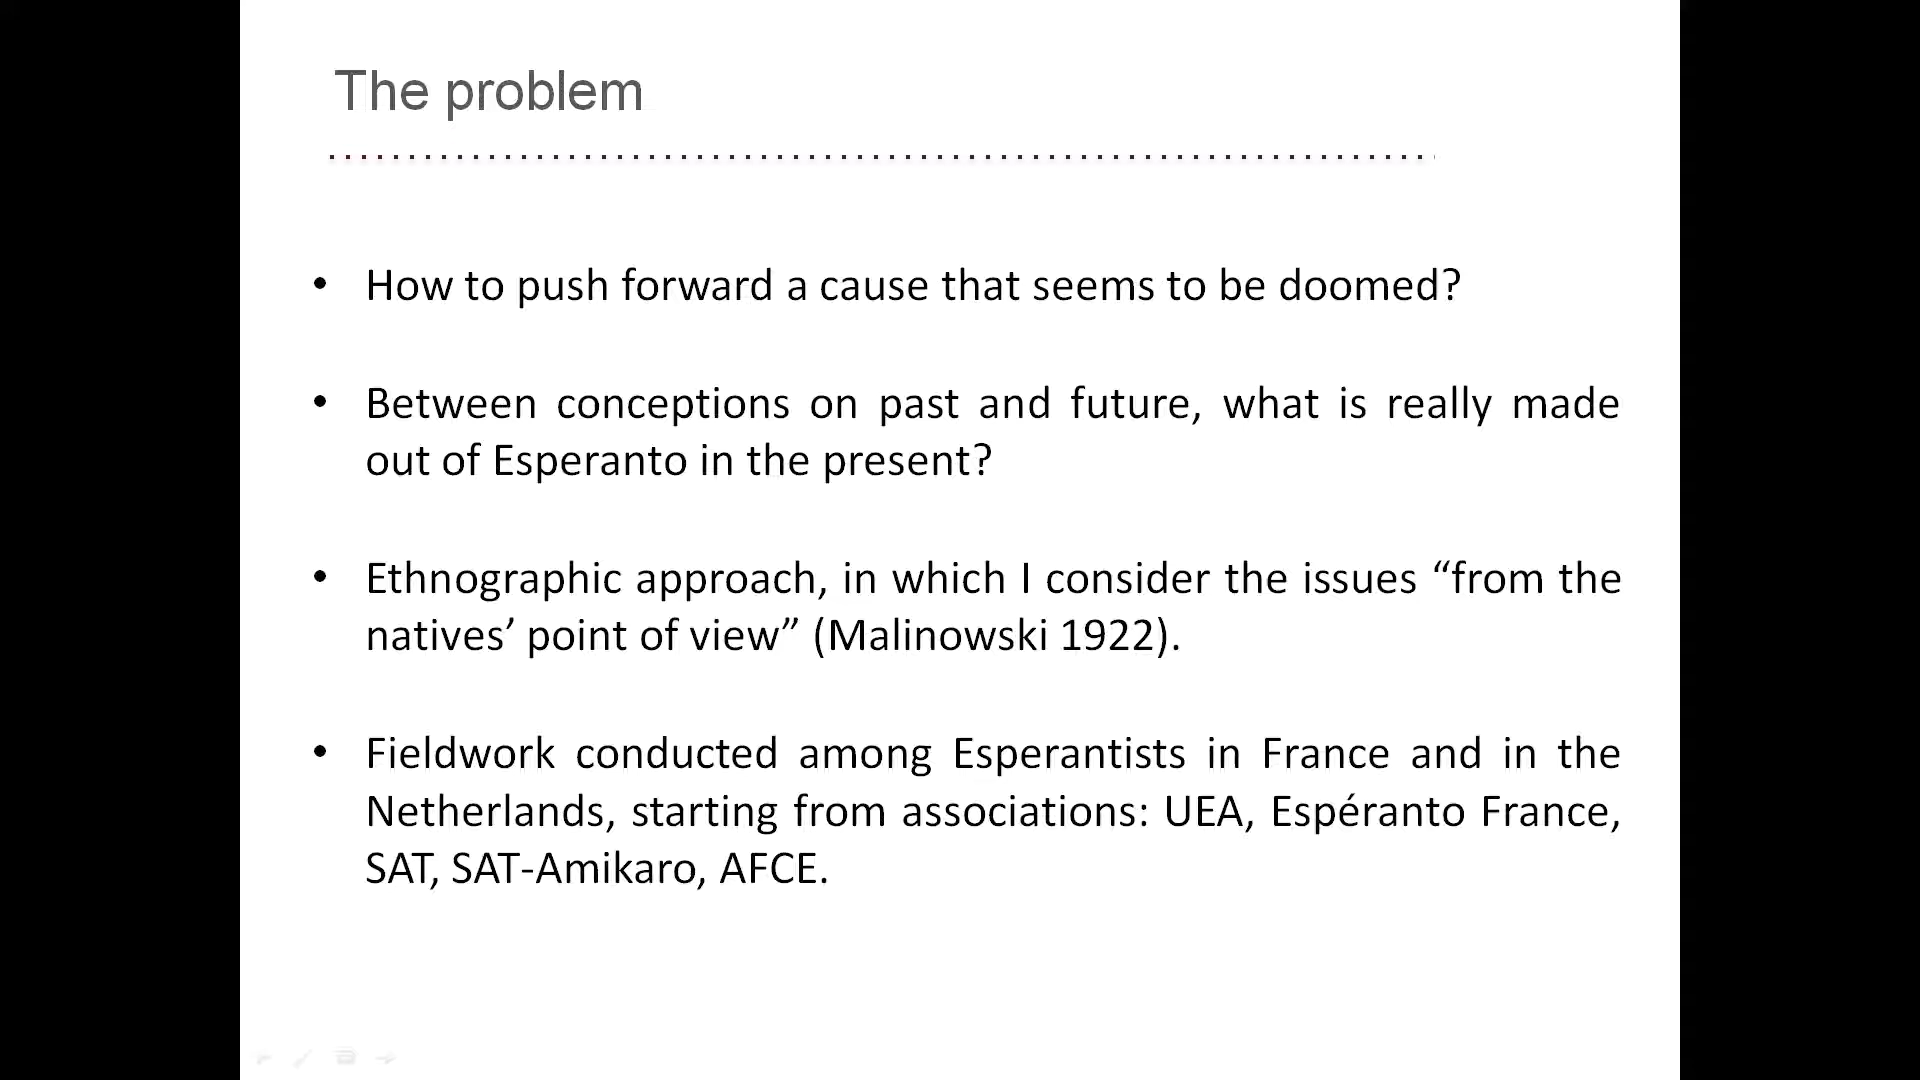 The problem
• How to push forward a cause that seems to be doomed?
• Between conceptions on past and future, what is really made
out of Esperanto in the present?
• Ethnographic approach, in which I consider the issues “from the
natives’ point of view” (Malinowski 1922).
• Fieldwork conducted among Esperantists in France and in the
Netherlands, starting from associations: UEA, Espéranto France,
SAT, SAT-Amikaro, AFCE.